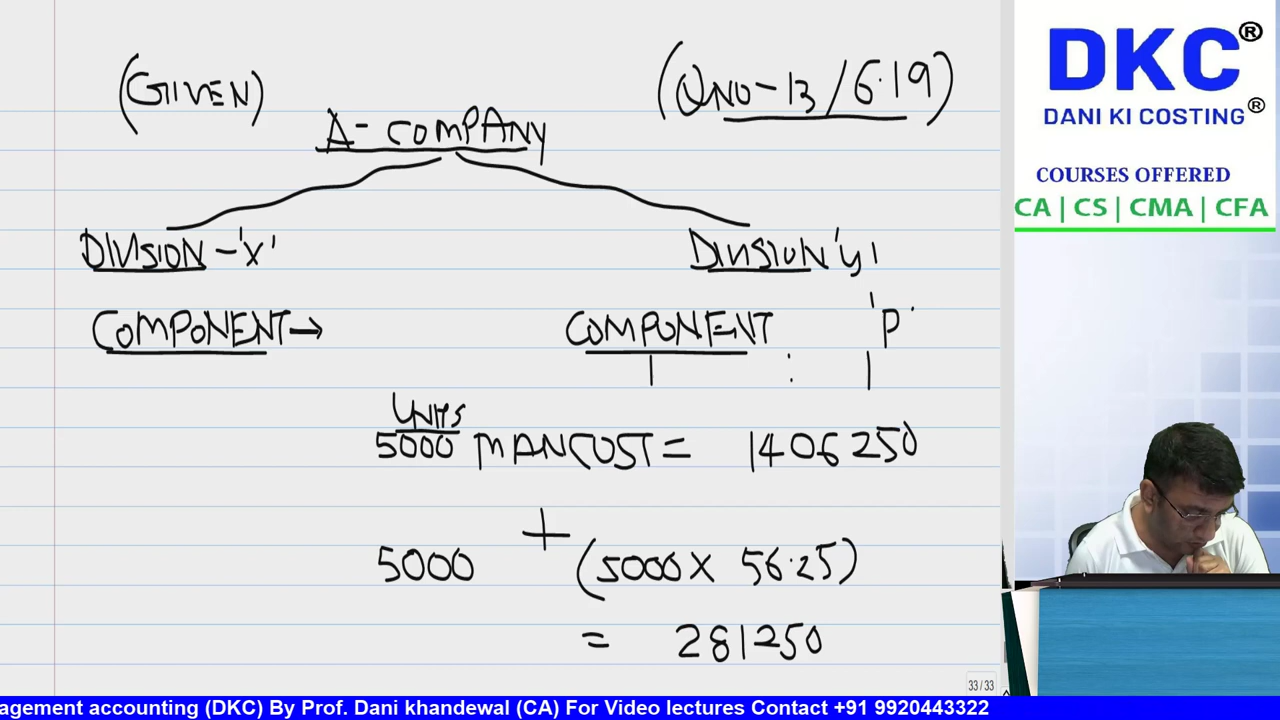 (GIVEN)
(QNO-13/6.19)
A-COMPANY
DIVISION-'X'
DIVISION 'Y'
COMPONENT→
COMPONENT 'P'
UNITS
5000 MANCOST = 1406250
+
5000 (5000 X 56.25)
= 281250
33/33
DKC®
DANI KI COSTING®
COURSES OFFERED
CA | CS | CMA | CFA
agement accounting (DKC) By Prof. Dani khandewal (CA) For Video lectures Contact +91 9920443322